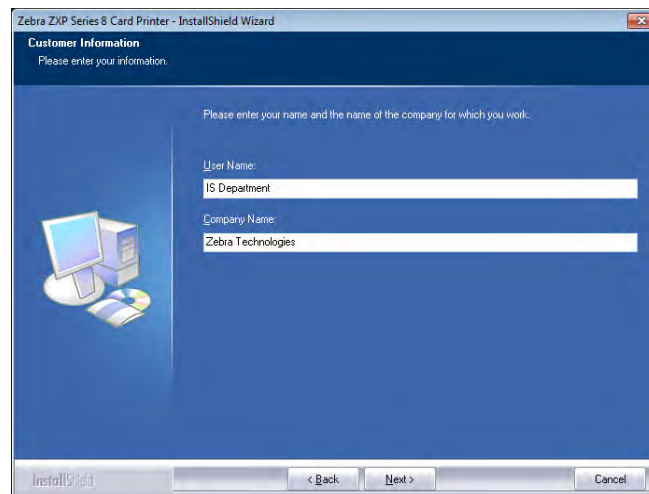 Zebra ZXP Series 8 Card Printer - InstallShield Wizard
Customer Information
Please enter your information.
Please enter your name and the name of the company for which you work.
User Name:
IS Department
Company Name:
Zebra Technologies
InstallShield
< Back
Next >
Cancel